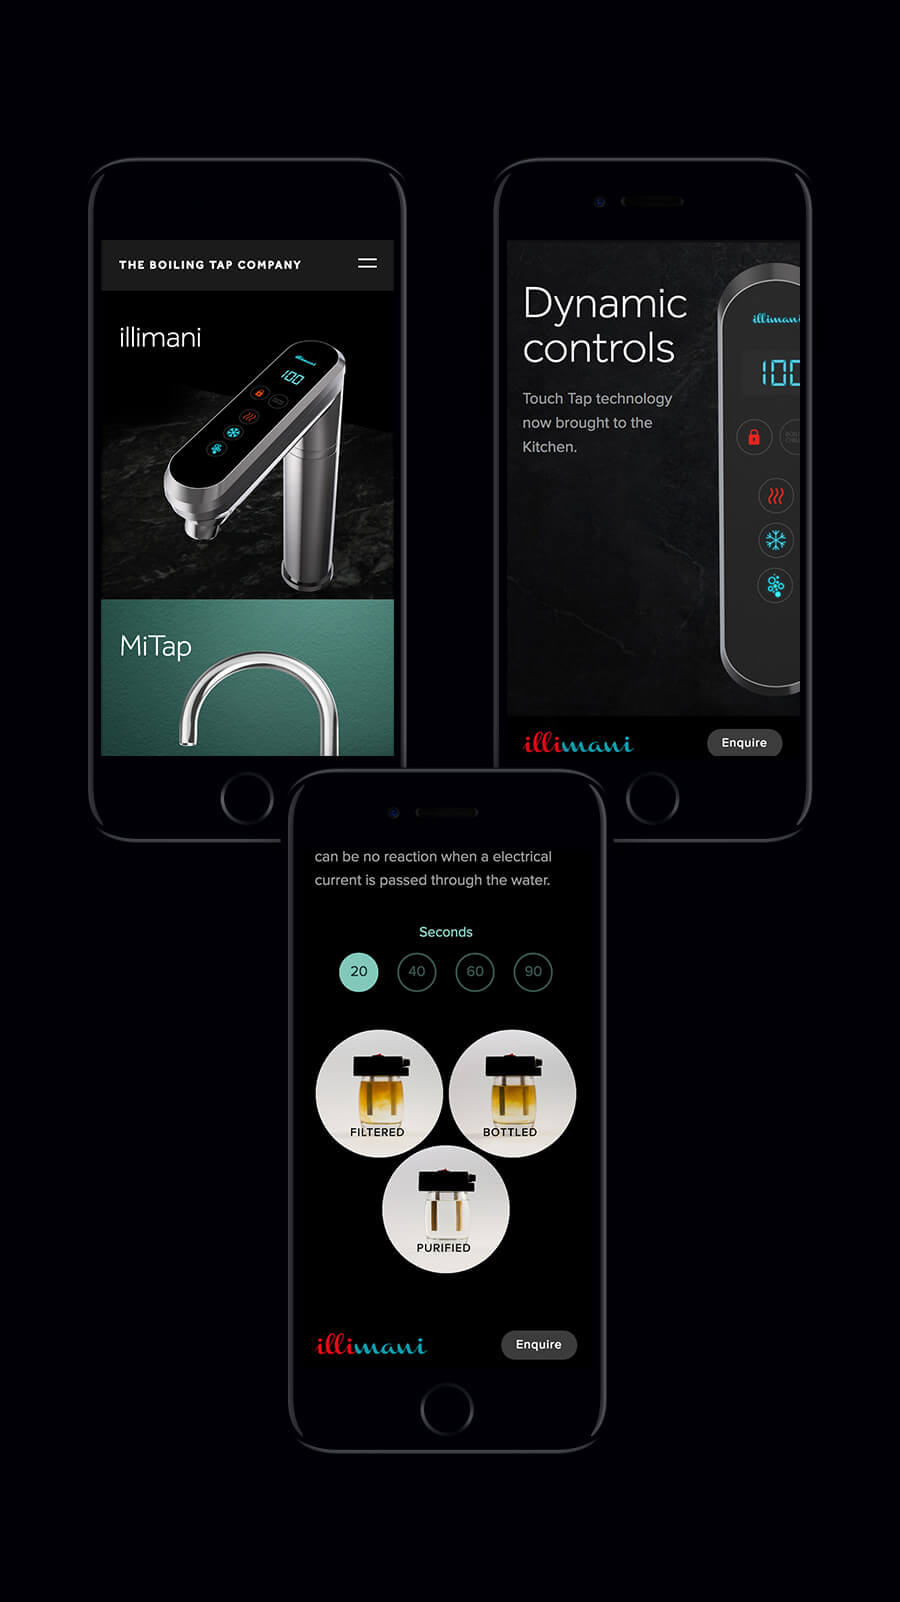 THE BOILING TAP COMPANY
illimani
illimani
100
MiTap
Dynamic
controls
Touch Tap technology
now brought to the
Kitchen.
illimani
100
illimani
Enquire
can be no reaction when a electrical
current is passed through the water.
Seconds
20 40 60 90
FILTERED BOTTLED
PURIFIED
illimani
Enquire